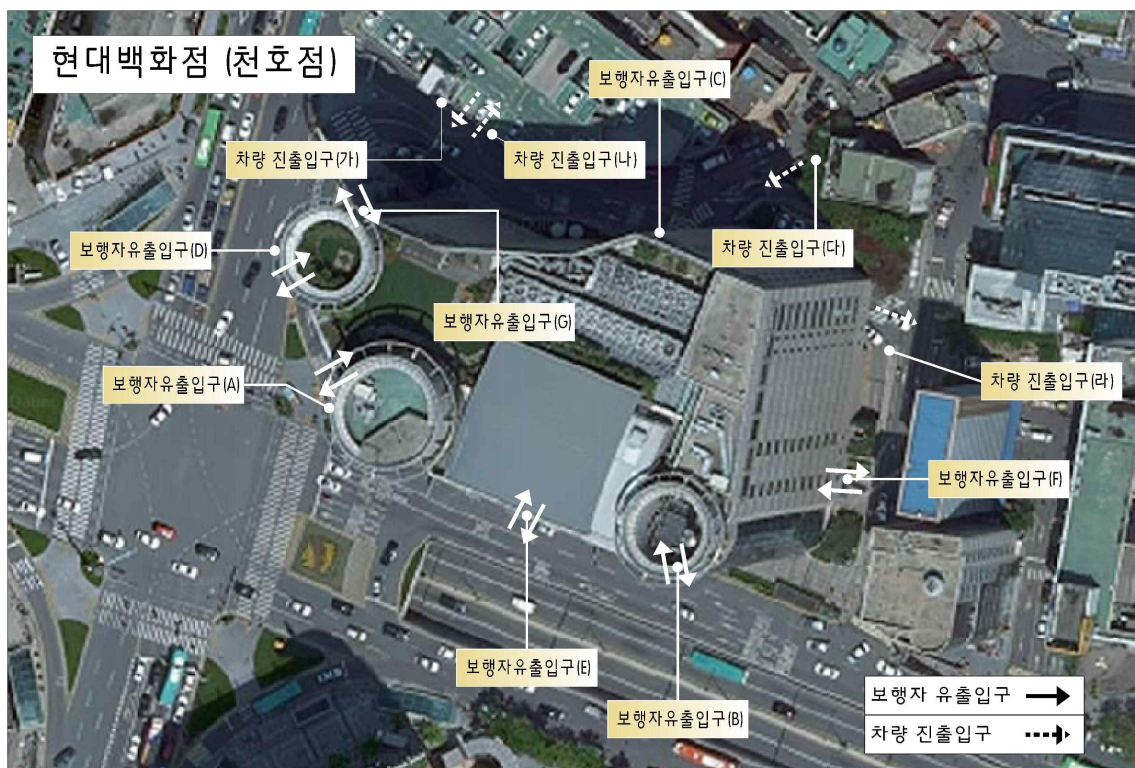 현대백화점 (천호점)
보행자유출입구(C)
차량 진출입구(가)
차량 진출입구(나)
보행자유출입구(D)
차량 진출입구(다)
보행자유출입구(G)
보행자유출입구(A)
차량 진출입구(라)
보행자유출입구(F)
보행자유출입구(E)
보행자유출입구(B)
보행자 유출입구
차량 진출입구